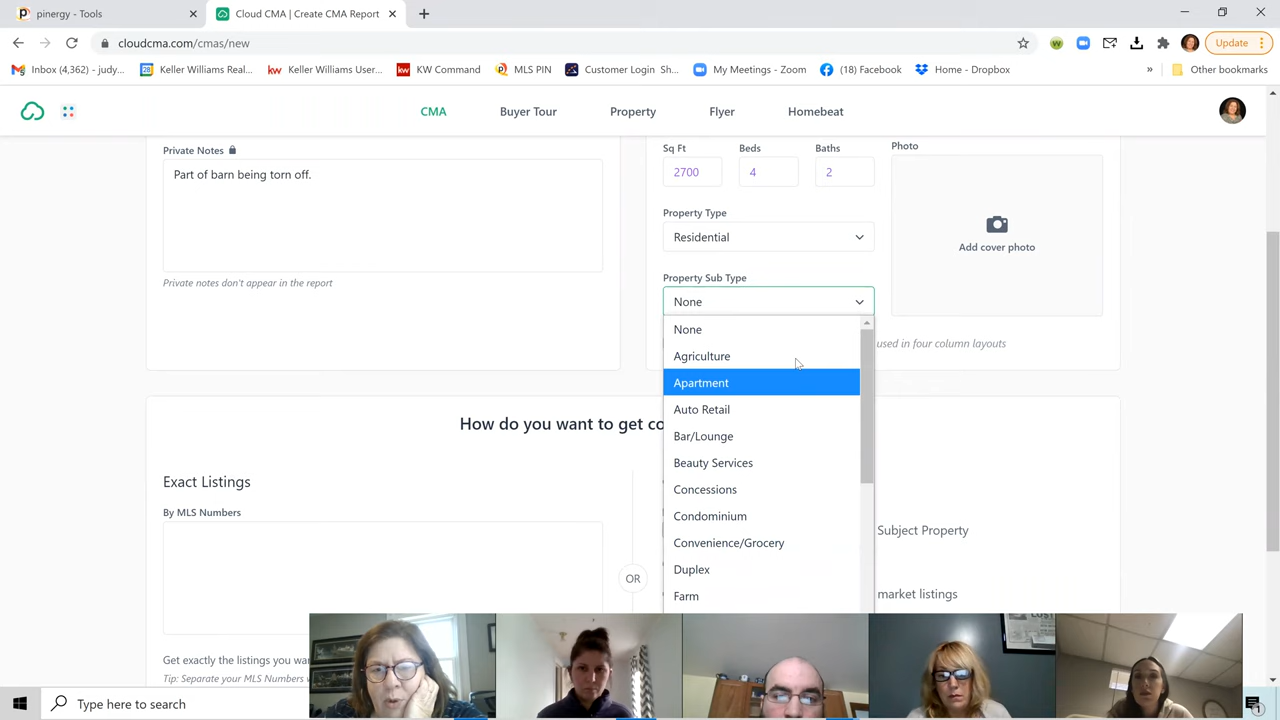 pinergy - Tools
Cloud CMA | Create CMA Report
cloudcma.com/cmas/new
Update
Inbox (4,362) - judy...
Keller Williams Real...
Keller Williams User...
KW Command
MLS PIN
Customer Login Sh...
My Meetings - Zoom
(18) Facebook
Home - Dropbox
»
Other bookmarks
CMA
Buyer Tour
Property
Flyer
Homebeat
Private Notes
Part of barn being torn off.
Private notes don't appear in the report
Sq Ft
Beds
Baths
Photo
2700
4
2
Property Type
Residential
Add cover photo
Property Sub Type
None
None
Agriculture
Apartment
Auto Retail
Bar/Lounge
Beauty Services
Concessions
Condominium
Convenience/Grocery
Duplex
Farm
used in four column layouts
How do you want to get co
Exact Listings
By MLS Numbers
OR
Subject Property
market listings
Get exactly the listings you wan
Tip: Separate your MLS Numbers
Type here to search
1